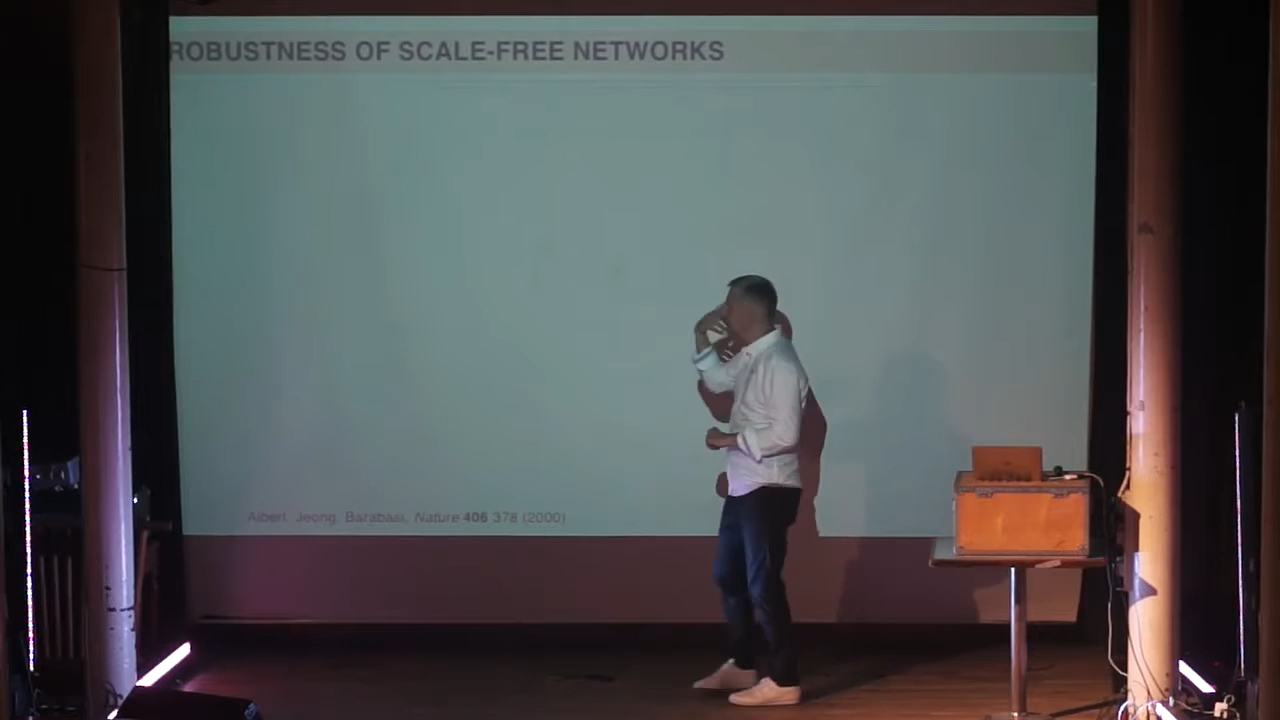 ROBUSTNESS OF SCALE-FREE NETWORKS
Albert, Jeong, Barabasi, Nature 406 378 (2000)